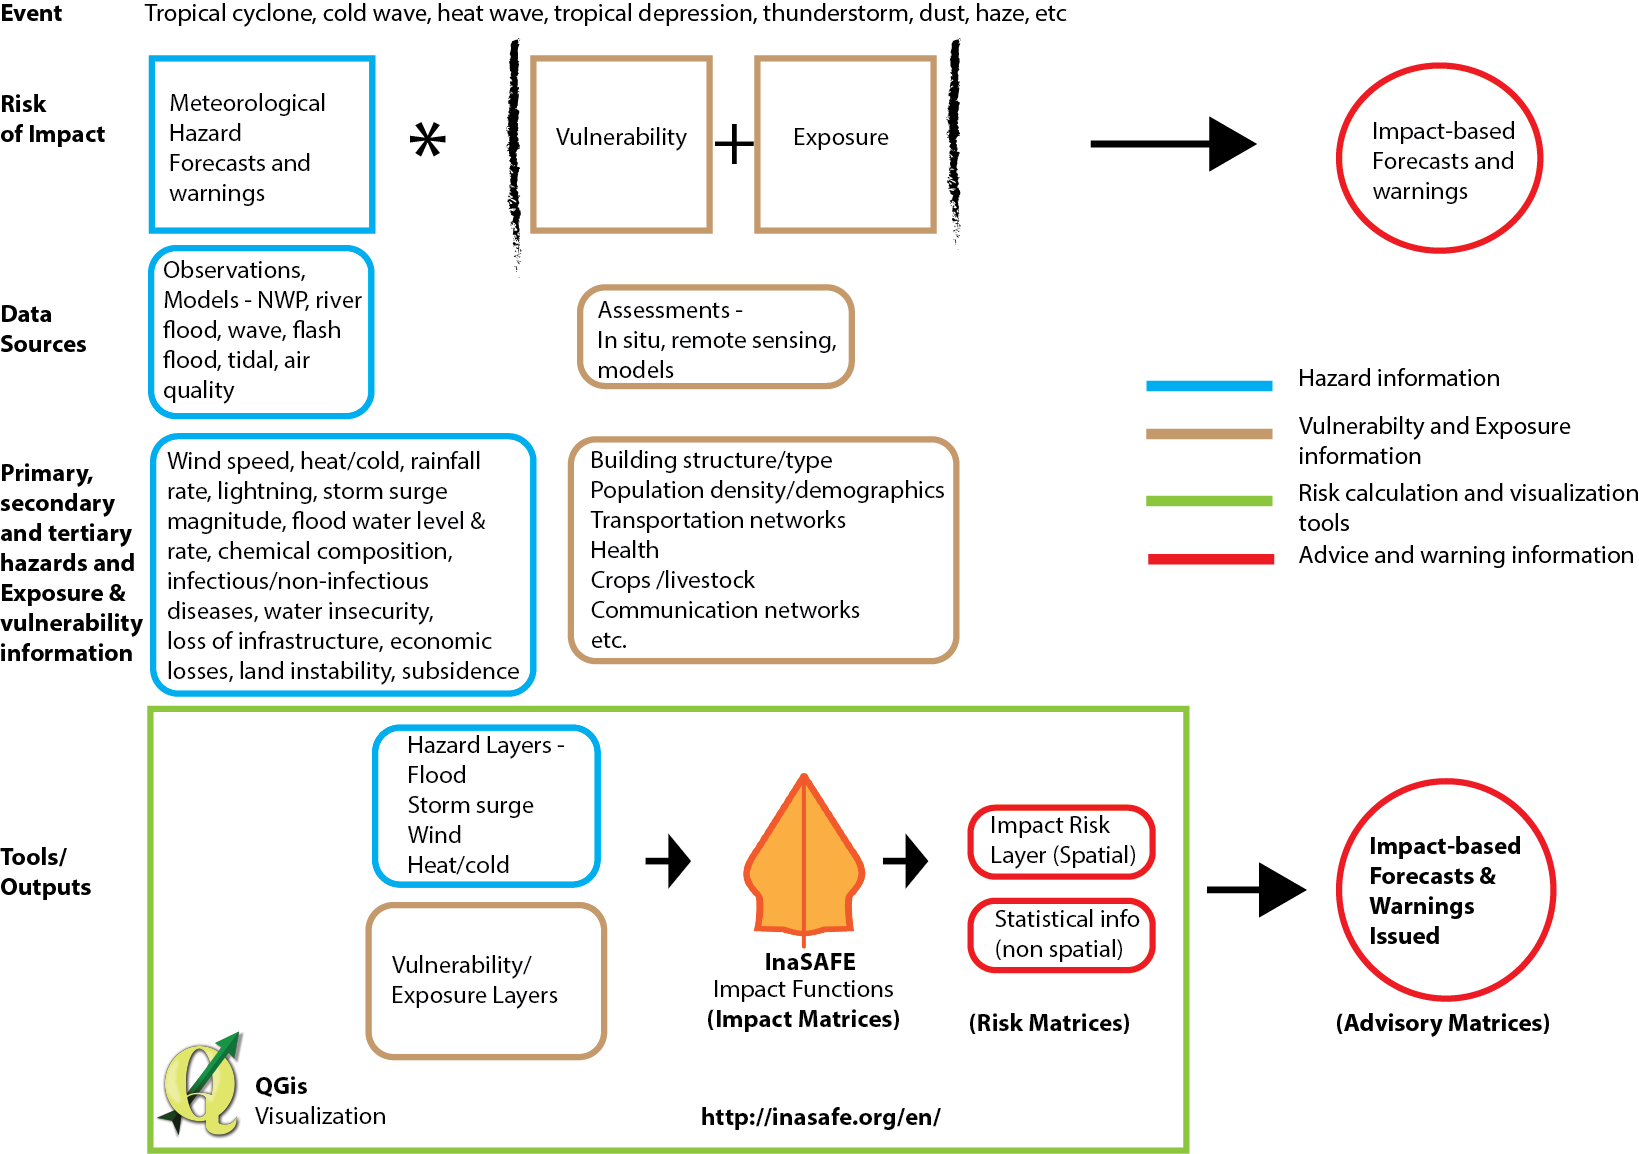 Event
Tropical cyclone, cold wave, heat wave, tropical depression, thunderstorm, dust, haze, etc
Risk
of Impact
Meteorological
Hazard
Forecasts and
warnings
*
Vulnerability
+
Exposure
Impact-based
Forecasts and
warnings
Data
Sources
Observations,
Models - NWP, river
flood, wave, flash
flood, tidal, air
quality
Assessments -
In situ, remote sensing,
models
Hazard information
Vulnerabilty and Exposure
information
Risk calculation and visualization
tools
Advice and warning information
Primary,
secondary
and tertiary
hazards and
Exposure &
vulnerability
information
Wind speed, heat/cold, rainfall
rate, lightning, storm surge
magnitude, flood water level &
rate, chemical composition,
infectious/non-infectious
diseases, water insecurity,
loss of infrastructure, economic
losses, land instability, subsidence
Building structure/type
Population density/demographics
Transportation networks
Health
Crops /livestock
Communication networks
etc.
Tools/
Outputs
Hazard Layers -
Flood
Storm surge
Wind
Heat/cold
Vulnerability/
Exposure Layers
InaSAFE
Impact Functions
(Impact Matrices)
Impact Risk
Layer (Spatial)
Statistical info
(non spatial)
(Risk Matrices)
Impact-based
Forecasts &
Warnings
Issued
(Advisory Matrices)
QGis
Visualization
http://inasafe.org/en/